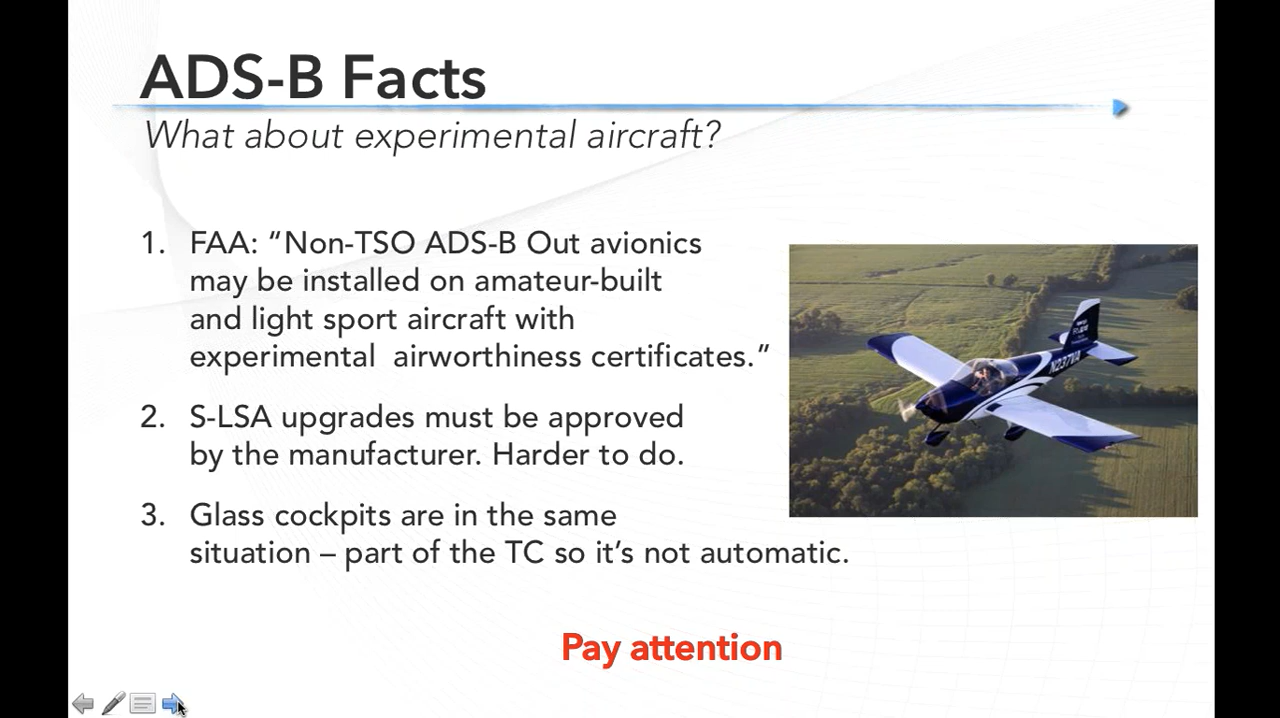 ADS-B Facts
What about experimental aircraft?
1. FAA: “Non-TSO ADS-B Out avionics
may be installed on amateur-built
and light sport aircraft with
experimental  airworthiness certificates.”
2. S-LSA upgrades must be approved
by the manufacturer. Harder to do.
3. Glass cockpits are in the same
situation – part of the TC so it’s not automatic.
N237VA
Pay attention